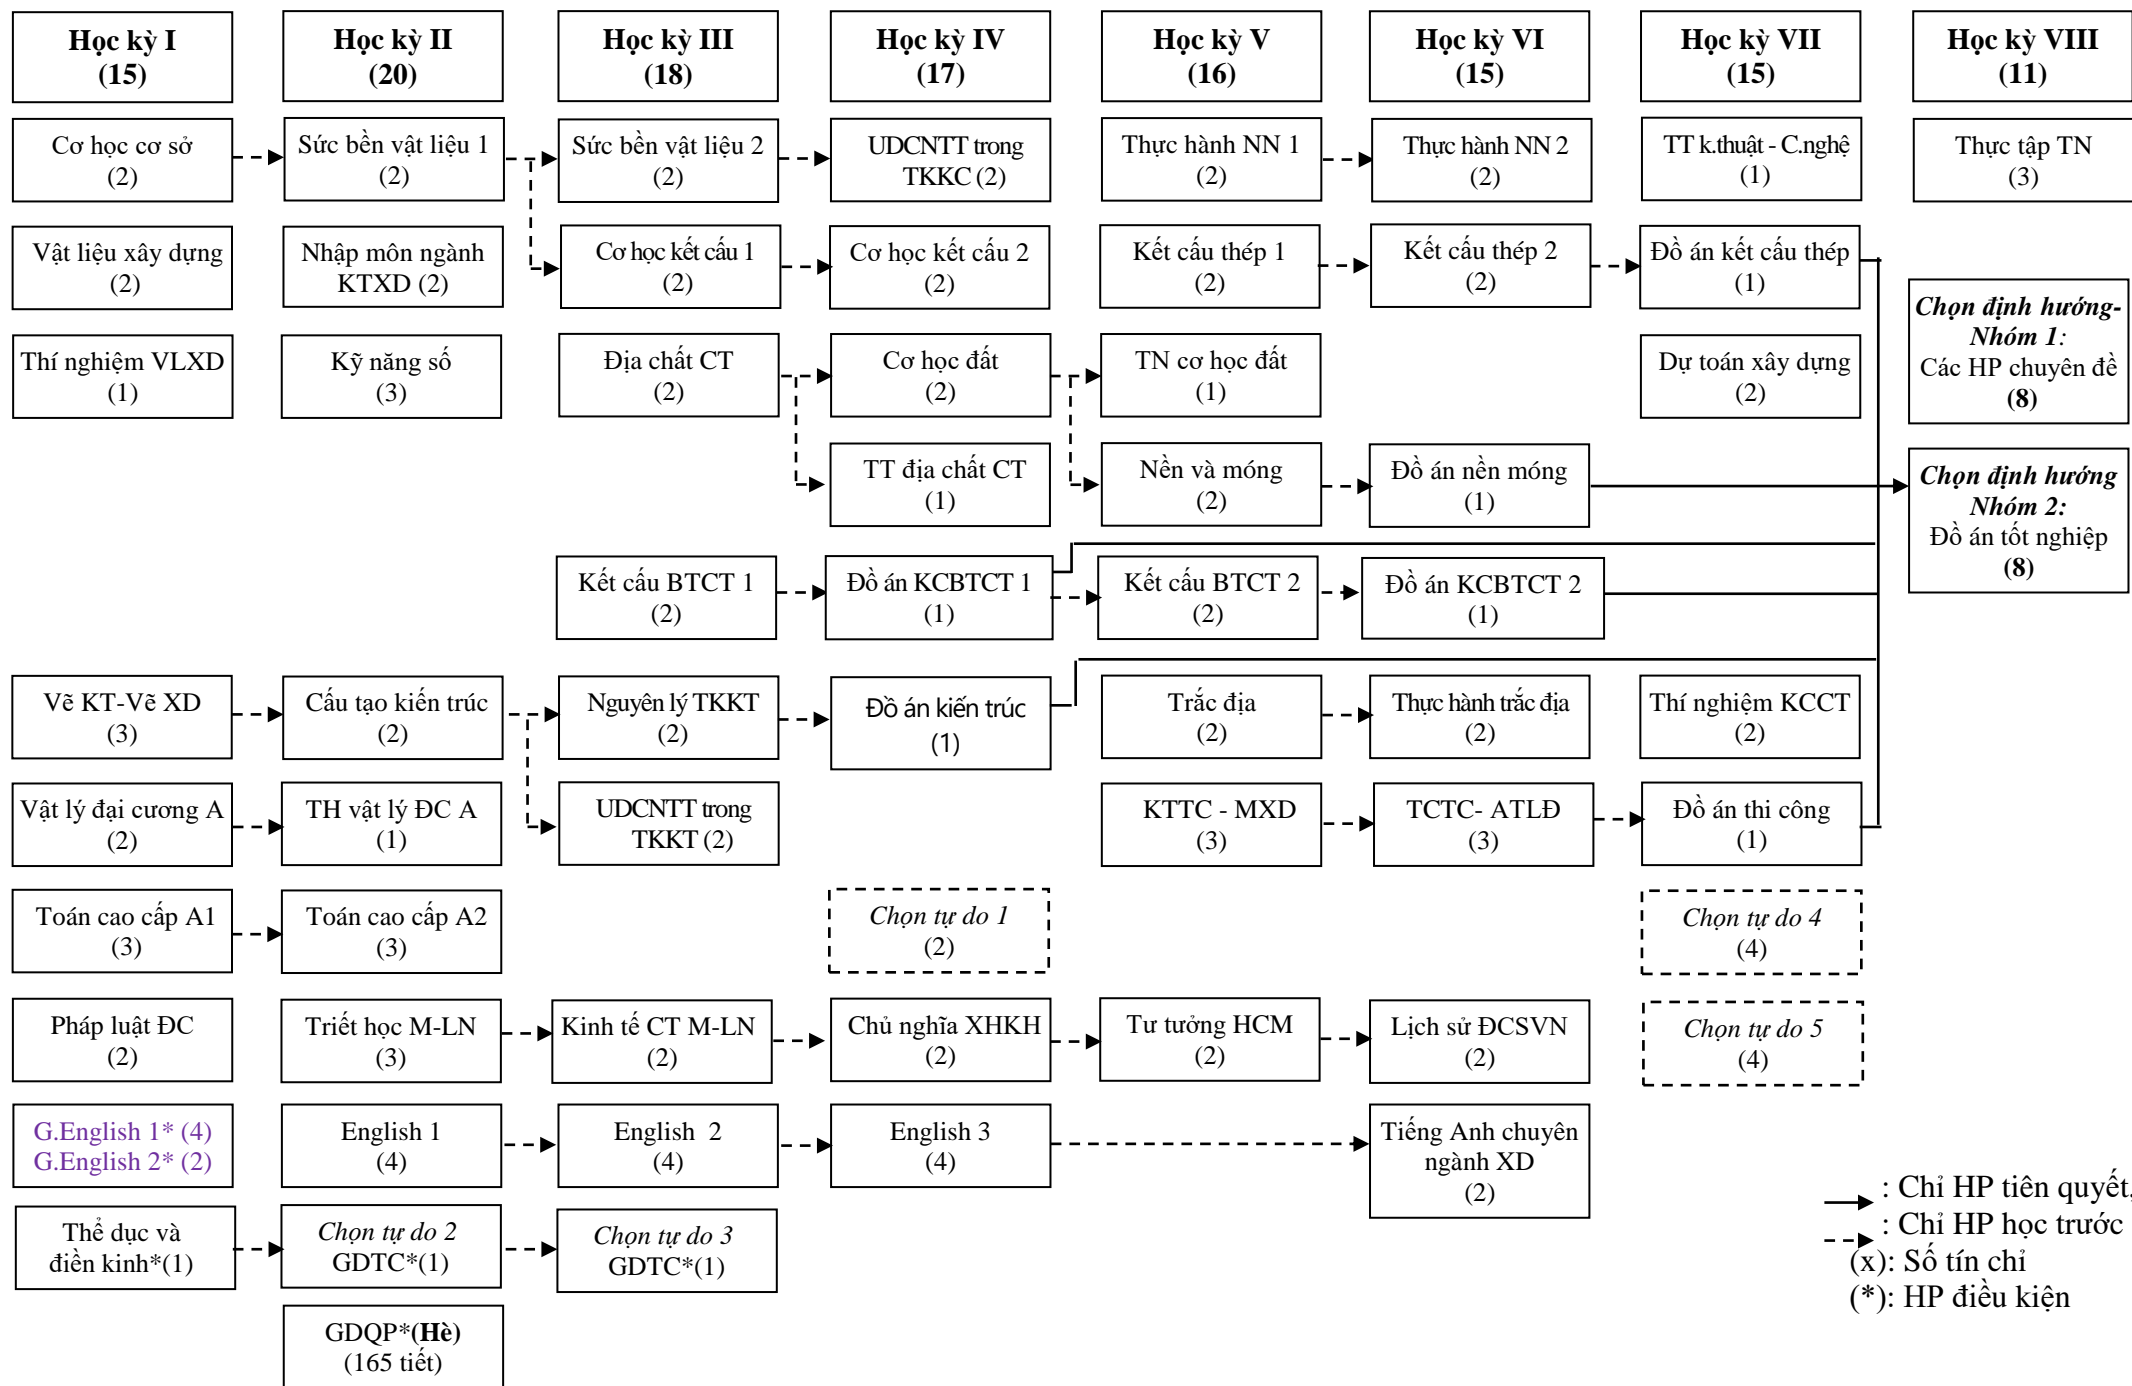 Học kỳ I
(15)
Học kỳ II
(20)
Học kỳ III
(18)
Học kỳ IV
(17)
Học kỳ V
(16)
Học kỳ VI
(15)
Học kỳ VII
(15)
Học kỳ VIII
(11)
Cơ học cơ sở
(2)
Sức bền vật liệu 1
(2)
Sức bền vật liệu 2
(2)
UDCNTT trong
TKKC (2)
Thực hành NN 1
(2)
Thực hành NN 2
(2)
TT k.thuật - C.nghệ
(1)
Thực tập TN
(3)
Vật liệu xây dựng
(2)
Nhập môn ngành
KTXD (2)
Cơ học kết cấu 1
(2)
Cơ học kết cấu 2
(2)
Kết cấu thép 1
(2)
Kết cấu thép 2
(2)
Đồ án kết cấu thép
(1)
Chọn định hướng-
Nhóm 1:
Các HP chuyên đề
(8)
Thí nghiệm VLXD
(1)
Kỹ năng số
(3)
Địa chất CT
(2)
Cơ học đất
(2)
TN cơ học đất
(1)
Dự toán xây dựng
(2)
TT địa chất CT
(1)
Nền và móng
(2)
Đồ án nền móng
(1)
Chọn định hướng
Nhóm 2:
Đồ án tốt nghiệp
(8)
Kết cấu BTCT 1
(2)
Đồ án KCBTCT 1
(1)
Kết cấu BTCT 2
(2)
Đồ án KCBTCT 2
(1)
Vẽ KT-Vẽ XD
(3)
Cấu tạo kiến trúc
(2)
Nguyên lý TKKT
(2)
Đồ án kiến trúc
(1)
Trắc địa
(2)
Thực hành trắc địa
(2)
Thí nghiệm KCCT
(2)
Vật lý đại cương A
(2)
TH vật lý ĐC A
(1)
UDCNTT trong
TKKT (2)
KTTC - MXD
(3)
TCTC- ATLĐ
(3)
Đồ án thi công
(1)
Toán cao cấp A1
(3)
Toán cao cấp A2
(3)
Chọn tự do 1
(2)
Chọn tự do 4
(4)
Pháp luật ĐC
(2)
Triết học M-LN
(3)
Kinh tế CT M-LN
(2)
Chủ nghĩa XHKH
(2)
Tư tưởng HCM
(2)
Lịch sử ĐCSVN
(2)
Chọn tự do 5
(4)
G.English 1* (4)
G.English 2* (2)
English 1
(4)
English 2
(4)
English 3
(4)
Tiếng Anh chuyên
ngành XD
(2)
Thể dục và
điền kinh*(1)
Chọn tự do 2
GDTC*(1)
Chọn tự do 3
GDTC*(1)
GDQP*(Hè)
(165 tiết)
: Chỉ HP tiên quyết,
: Chỉ HP học trước
(x): Số tín chỉ
(*): HP điều kiện